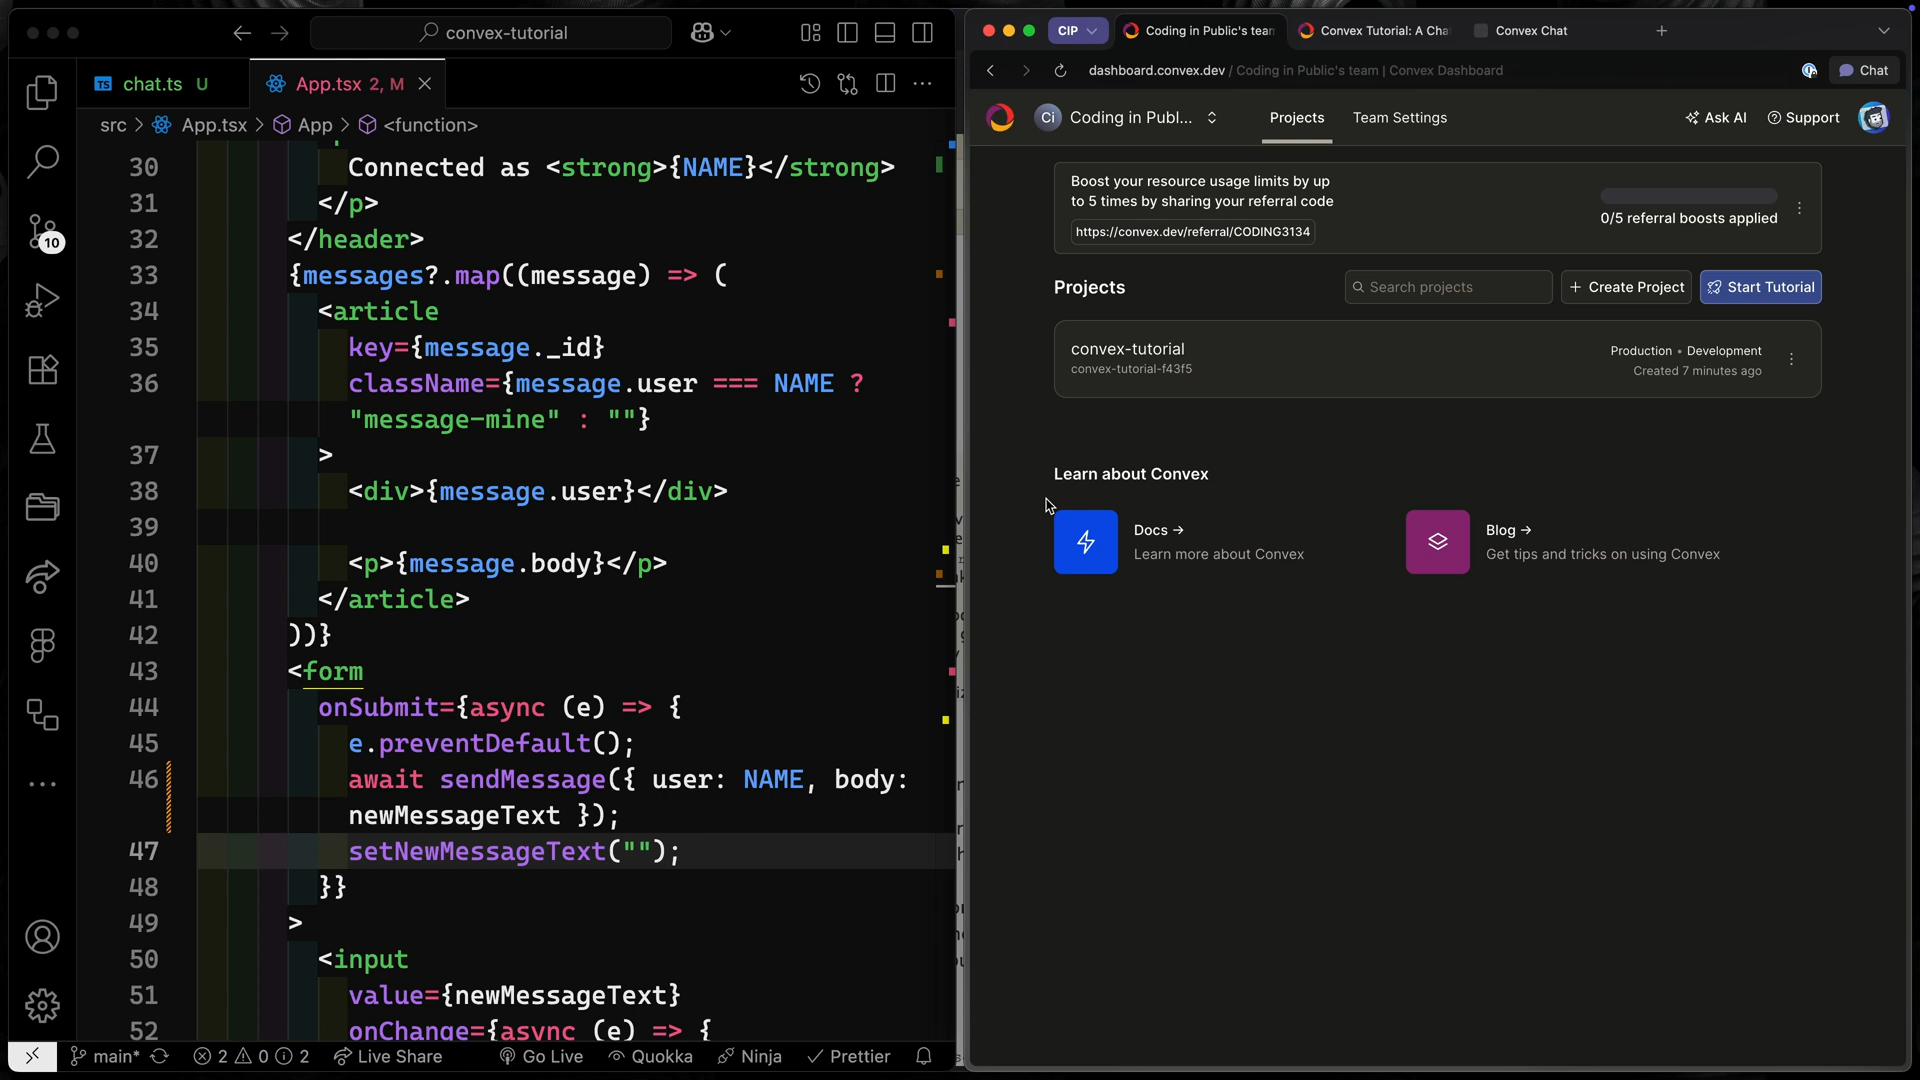 convex-tutorial
chat.ts U
App.tsx 2, M
src > App.tsx > App > <function>
30 Connected as <strong>{NAME}</strong>
31 </p>
32 </header>
33 {messages?.map((message) => (
34 <article
35 key={message._id}
36 className={message.user === NAME ?
"message-mine" : ""}
37 >
38 <div>{message.user}</div>
39
40 <p>{message.body}</p>
41 </article>
42 ))}
43 <form
44 onSubmit={async (e) => {
45 e.preventDefault();
46 await sendMessage({ user: NAME, body:
newMessageText });
47 setNewMessageText("");
48 }}
49 >
50 <input
51 value={newMessageText}
52 onChange={async (e) => {
10
main* 2 0 2 Live Share Go Live Quokka Ninja Prettier
CIP
Coding in Public's team
Convex Tutorial: A Cha
Convex Chat
dashboard.convex.dev / Coding in Public's team | Convex Dashboard
Chat
Ci Coding in Publ...
Projects
Team Settings
Ask AI
Support
Boost your resource usage limits by up
to 5 times by sharing your referral code
https://convex.dev/referral/CODING3134
0/5 referral boosts applied
Projects
Search projects
+ Create Project
Start Tutorial
convex-tutorial
convex-tutorial-f43f5
Production • Development
Created 7 minutes ago
Learn about Convex
Docs →
Learn more about Convex
Blog →
Get tips and tricks on using Convex